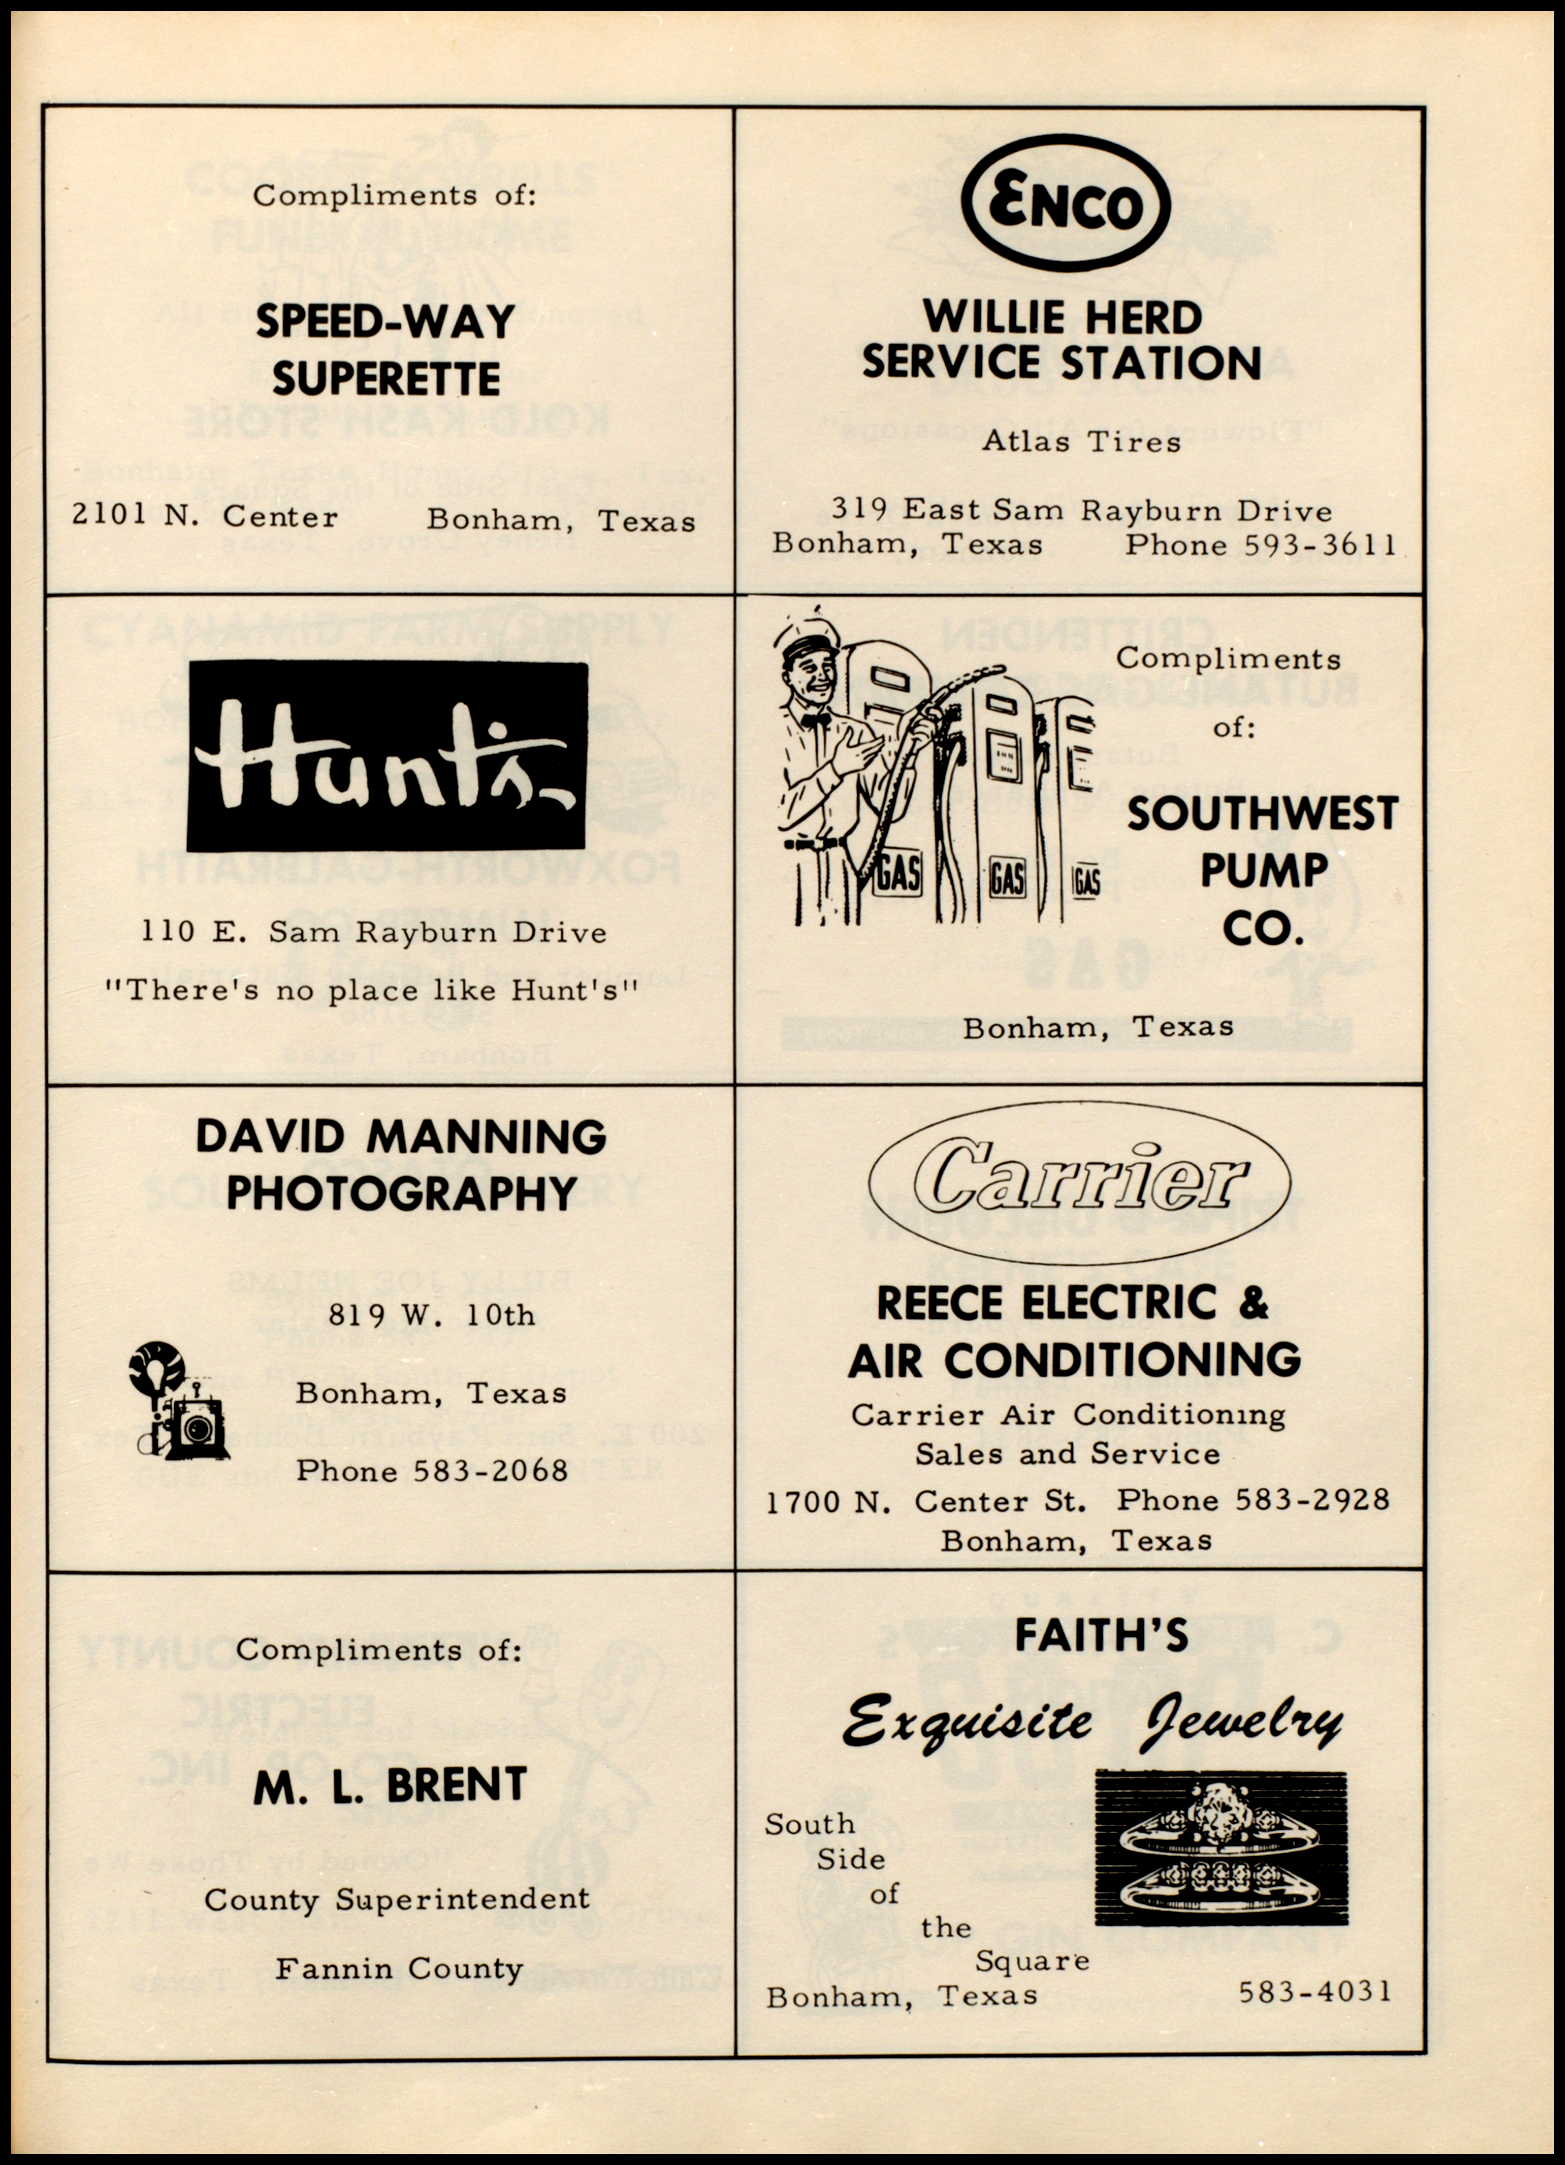 Compliments of:
SPEED-WAY
SUPERETTE
2101 N. Center Bonham, Texas
ENCO
WILLIE HERD
SERVICE STATION
Atlas Tires
319 East Sam Rayburn Drive
Bonham, Texas Phone 593-3611
Hunt's
110 E. Sam Rayburn Drive
"There's no place like Hunt's"
Compliments
of:
SOUTHWEST
PUMP
CO.
GAS
GAS
GAS
Bonham, Texas
DAVID MANNING
PHOTOGRAPHY
819 W. 10th
Bonham, Texas
Phone 583-2068
Carrier
REECE ELECTRIC &
AIR CONDITIONING
Carrier Air Conditioning
Sales and Service
1700 N. Center St. Phone 583-2928
Bonham, Texas
Compliments of:
M. L. BRENT
County Superintendent
Fannin County
FAITH'S
Exquisite Jewelry
South
Side
of
the
Square
Bonham, Texas 583-4031